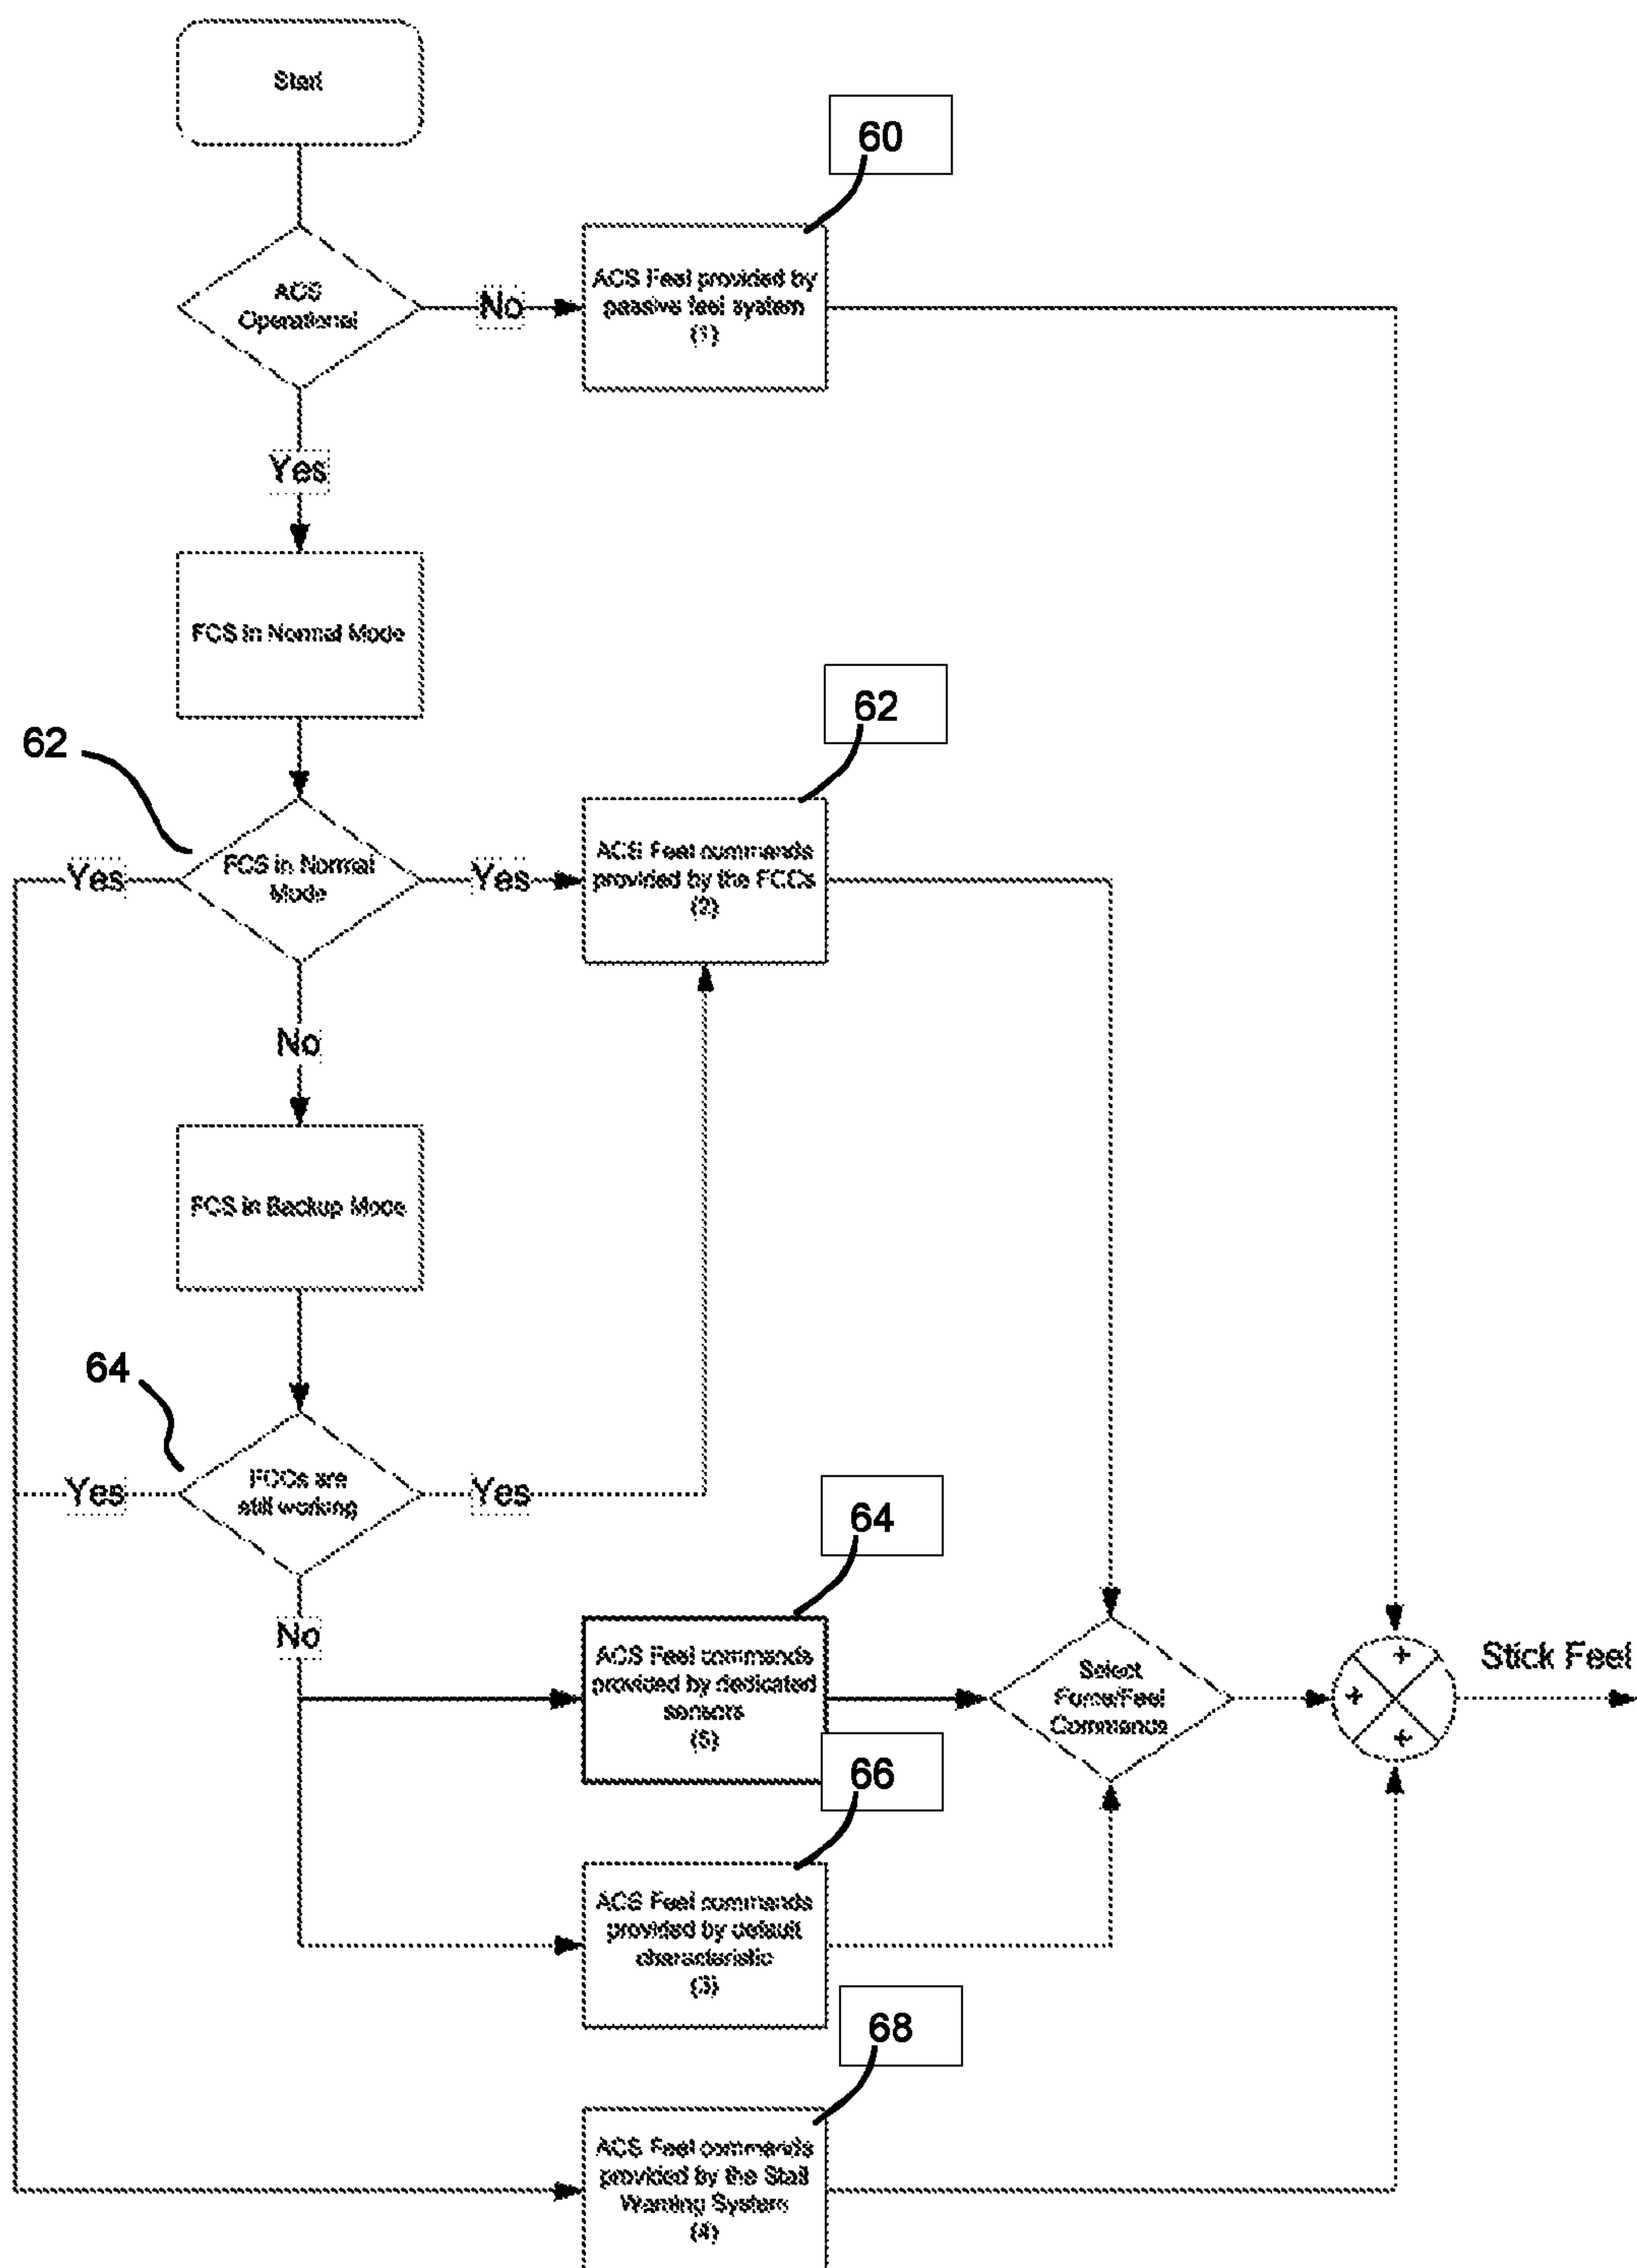 Start
60
ACS
Operational
No
ACS Feel provided by
passive feel system
(1)
Yes
FCS in Normal Mode
62
62
Yes
FCS in Normal
Mode
Yes
ACS Feel commands
provided by the FCCs
(2)
No
FCS in Backup Mode
64
Yes
FCCs are
still working
Yes
64
No
ACS Feel commands
provided by dedicated
sensors
(5)
Select
Force/Feel
Commands
+
+
+
Stick Feel
66
ACS Feel commands
provided by default
characteristic
(3)
68
ACS Feel commands
provided by the Stall
Warning System
(4)